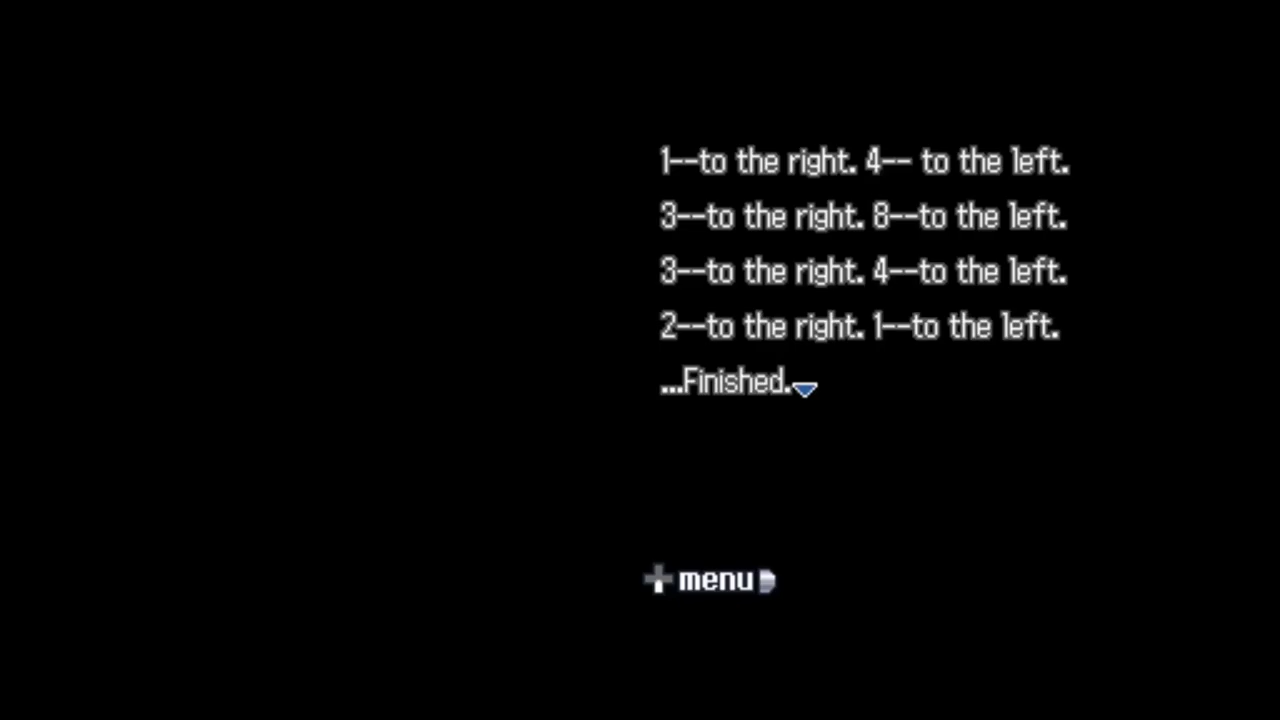 1--to the right. 4-- to the left.
3--to the right. 8--to the left.
3--to the right. 4--to the left.
2--to the right. 1--to the left.
...Finished.
menu